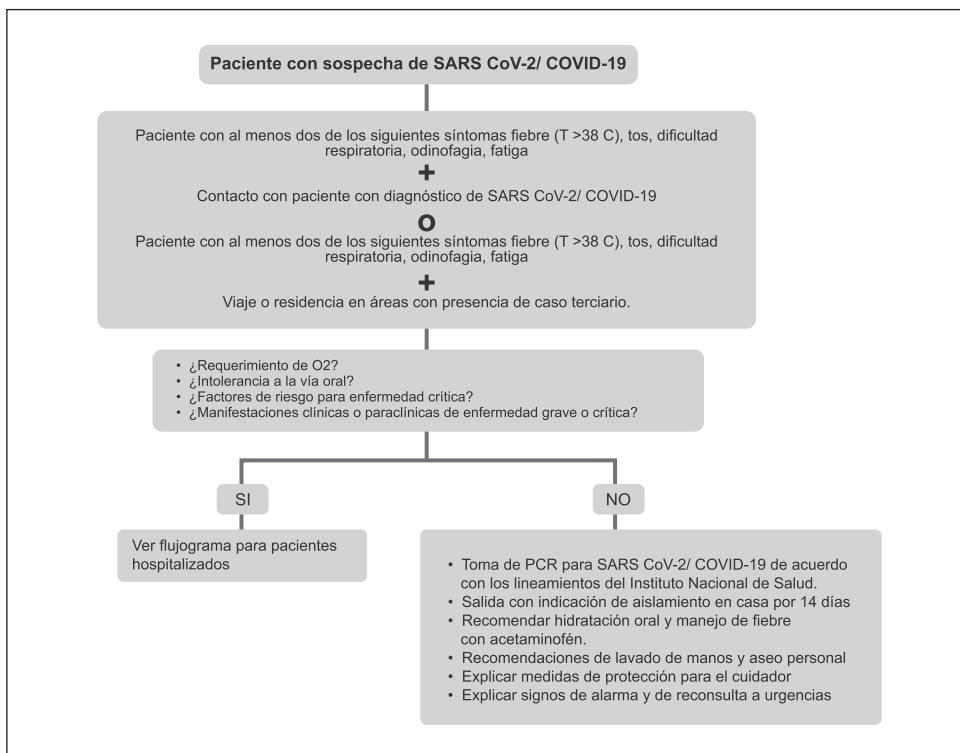 Paciente con sospecha de SARS CoV-2/ COVID-19
Paciente con al menos dos de los siguientes síntomas fiebre (T >38 C), tos, dificultad
respiratoria, odinofagia, fatiga
+
Contacto con paciente con diagnóstico de SARS CoV-2/ COVID-19
O
Paciente con al menos dos de los siguientes síntomas fiebre (T >38 C), tos, dificultad
respiratoria, odinofagia, fatiga
+
Viaje o residencia en áreas con presencia de caso terciario.
• ¿Requerimiento de O2?
• ¿Intolerancia a la vía oral?
• ¿Factores de riesgo para enfermedad crítica?
• ¿Manifestaciones clínicas o paraclínicas de enfermedad grave o crítica?
SI
Ver flujograma para pacientes
hospitalizados
NO
• Toma de PCR para SARS CoV-2/ COVID-19 de acuerdo
con los lineamientos del Instituto Nacional de Salud.
• Salida con indicación de aislamiento en casa por 14 días
• Recomendar hidratación oral y manejo de fiebre
con acetaminofén.
• Recomendaciones de lavado de manos y aseo personal
• Explicar medidas de protección para el cuidador
• Explicar signos de alarma y de reconsulta a urgencias